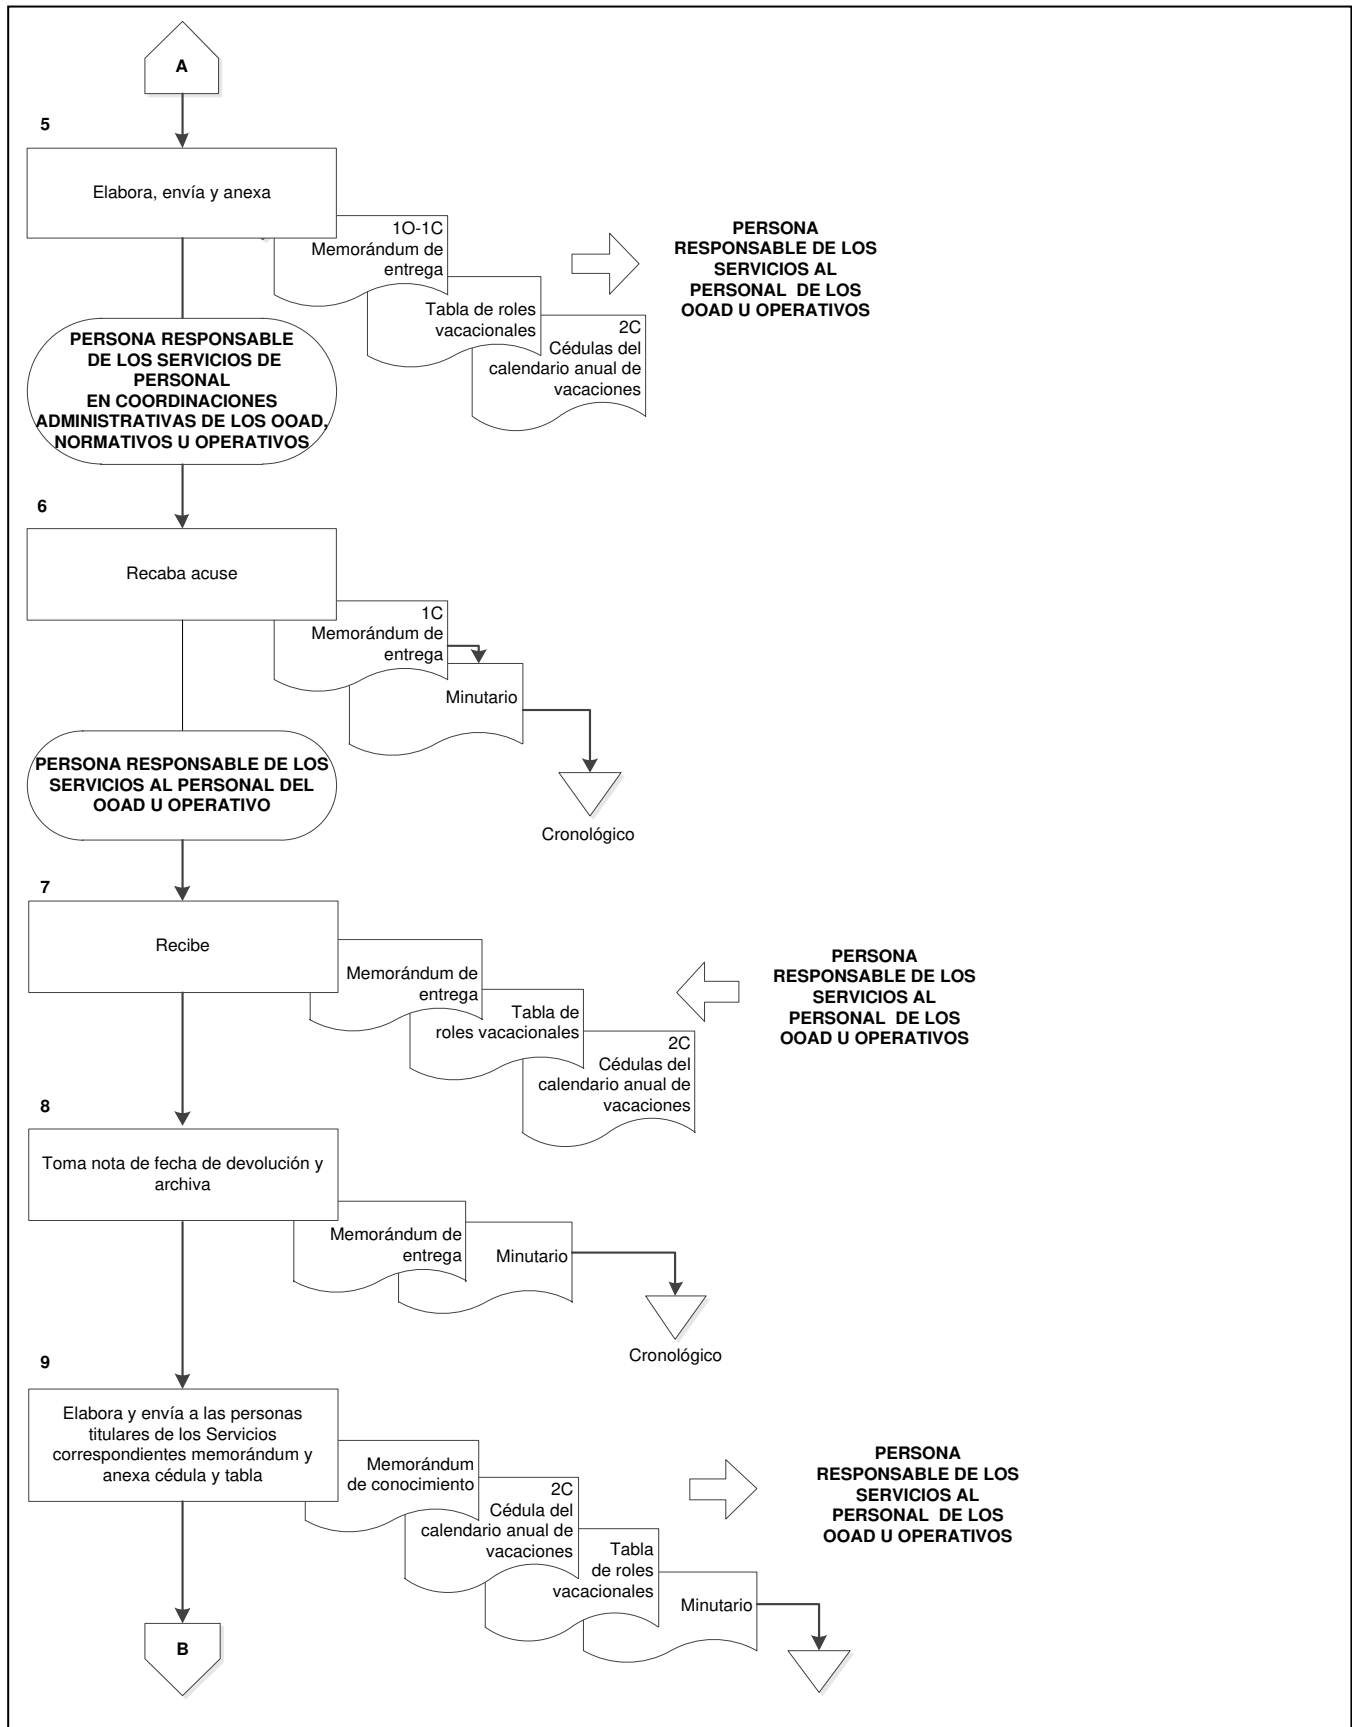 A
5
Elabora, envía y anexa
1O-1C
Memorándum de
entrega
Tabla de roles
vacacionales
2C
Cédulas del
calendario anual de
vacaciones
PERSONA
RESPONSABLE DE LOS
SERVICIOS AL
PERSONAL DE LOS
OOAD U OPERATIVOS
PERSONA RESPONSABLE
DE LOS SERVICIOS DE
PERSONAL
EN COORDINACIONES
ADMINISTRATIVAS DE LOS OOAD,
NORMATIVOS U OPERATIVOS
6
Recaba acuse
1C
Memorándum de
entrega
Minutario
Cronológico
PERSONA RESPONSABLE DE LOS
SERVICIOS AL PERSONAL DEL
OOAD U OPERATIVO
7
Recibe
Memorándum de
entrega
Tabla de
roles vacacionales
2C
Cédulas del
calendario anual de
vacaciones
PERSONA
RESPONSABLE DE LOS
SERVICIOS AL
PERSONAL DE LOS
OOAD U OPERATIVOS
8
Toma nota de fecha de devolución y
archiva
Memorándum de
entrega
Minutario
Cronológico
9
Elabora y envía a las personas
titulares de los Servicios
correspondientes memorándum y
anexa cédula y tabla
Memorándum
de conocimiento
2C
Cédula del
calendario anual de
vacaciones
Tabla
de roles
vacacionales
Minutario
PERSONA
RESPONSABLE DE LOS
SERVICIOS AL
PERSONAL DE LOS
OOAD U OPERATIVOS
B